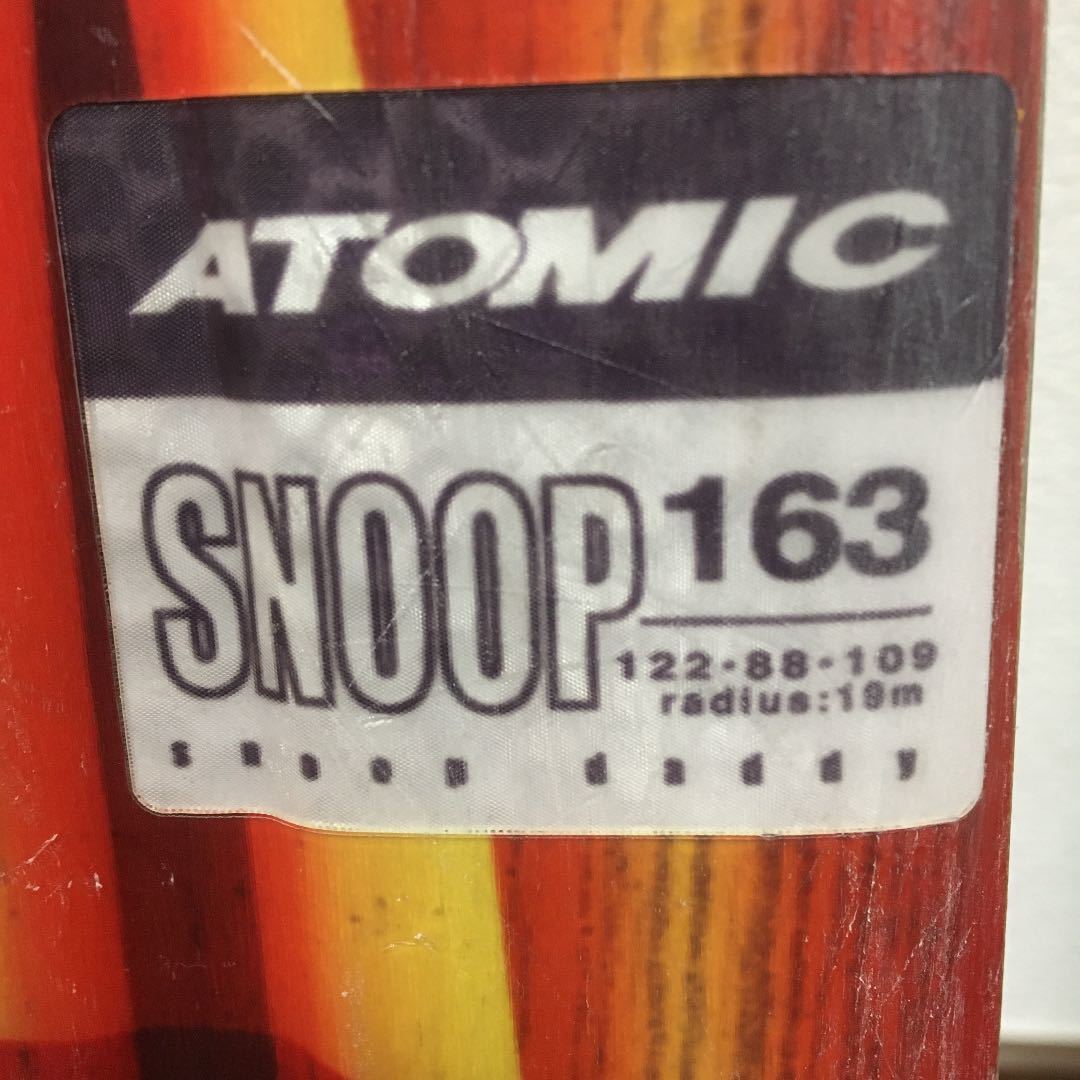 ATOMIC
SNOOP 163
122・88・109
radius:19m
snoop daddy